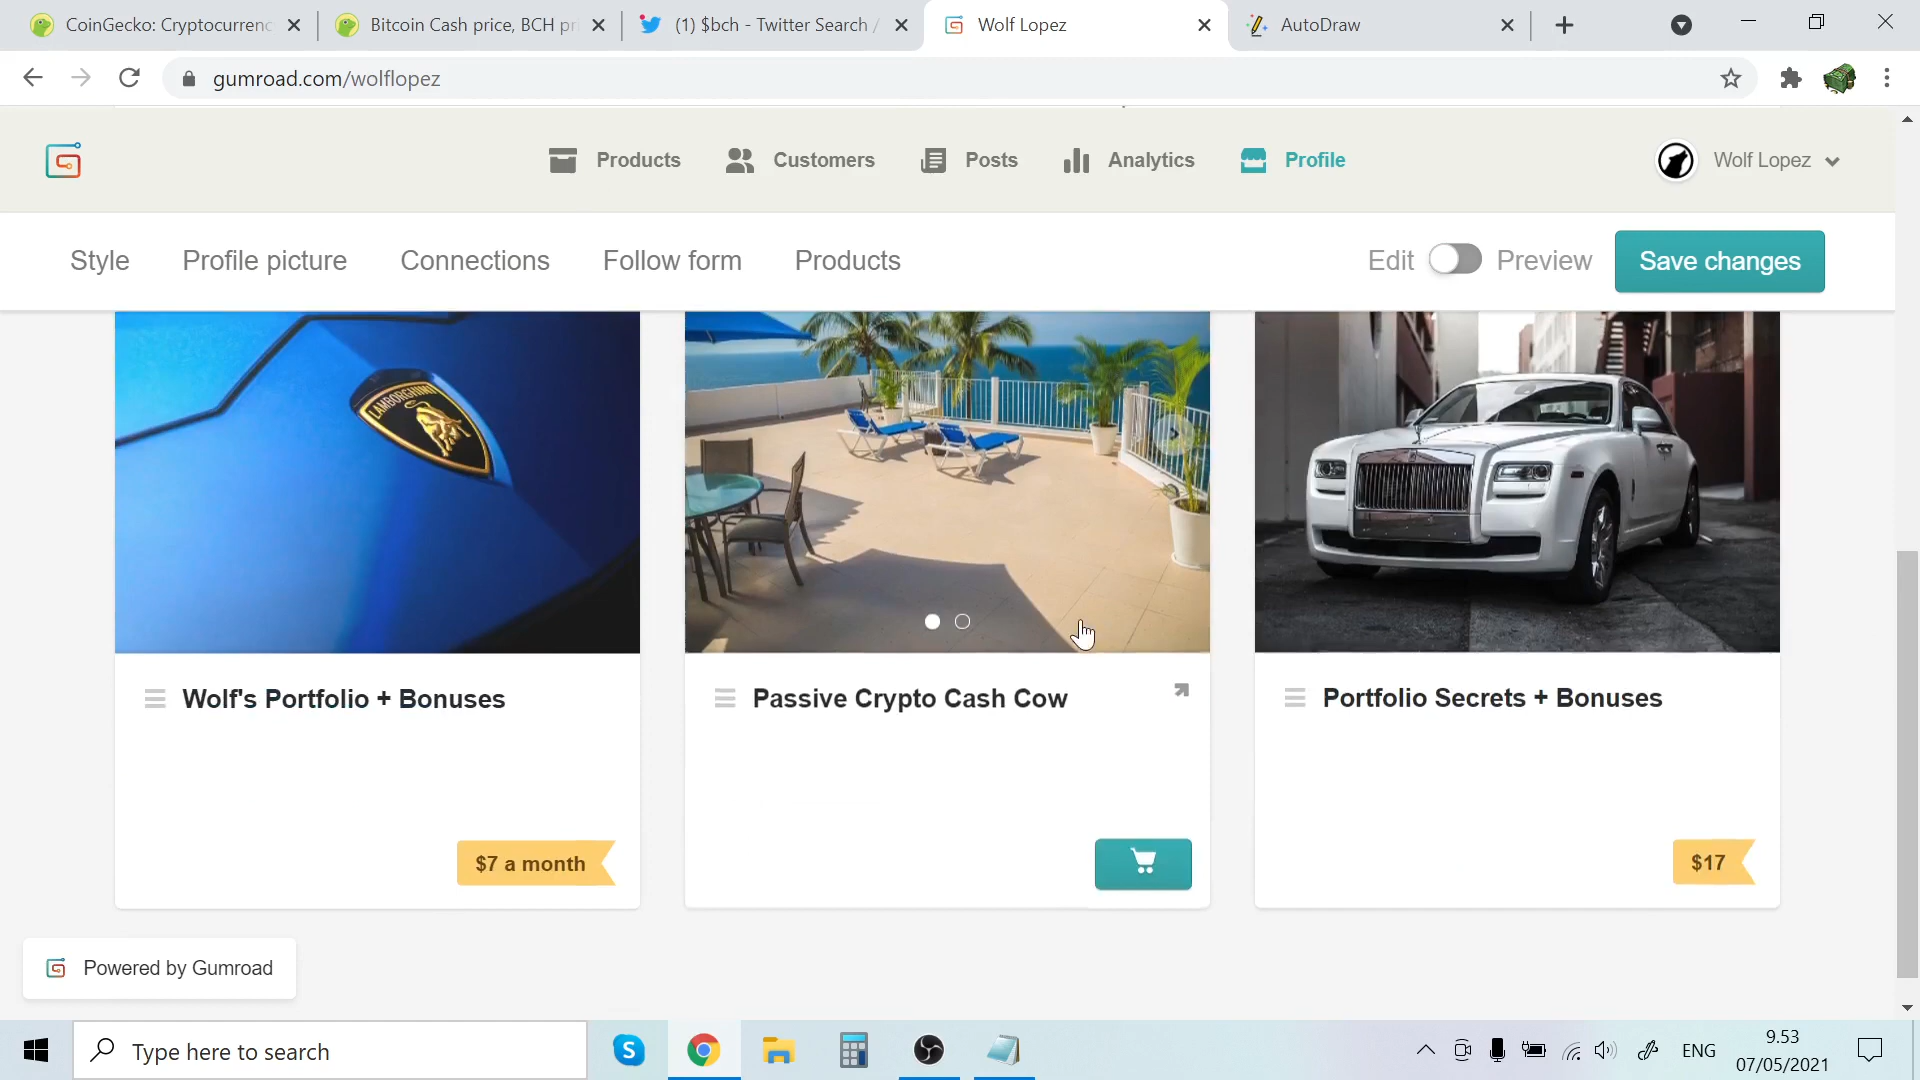 CoinGecko: Cryptocurrenc
Bitcoin Cash price, BCH pri
(1) $bch - Twitter Search /
Wolf Lopez
AutoDraw
gumroad.com/wolflopez
Products
Customers
Posts
Analytics
Profile
Wolf Lopez
Style
Profile picture
Connections
Follow form
Products
Edit
Preview
Save changes
LAMBORGHINI
Wolf's Portfolio + Bonuses
Passive Crypto Cash Cow
Portfolio Secrets + Bonuses
$7 a month
$17
Powered by Gumroad
Type here to search
ENG
9.53
07/05/2021